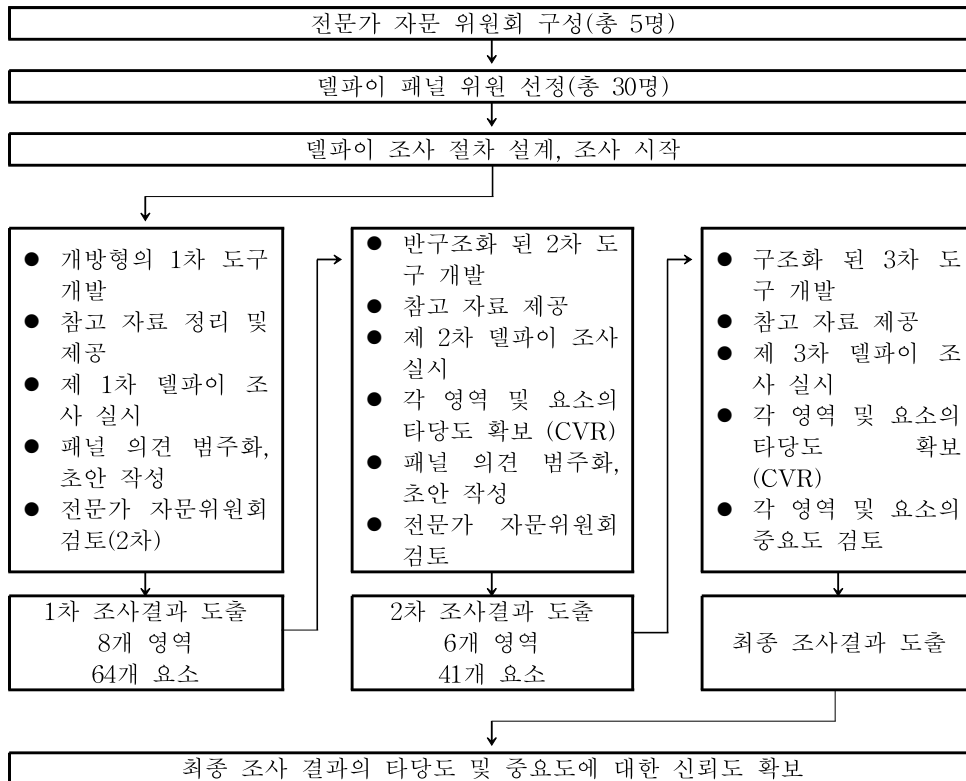 전문가 자문 위원회 구성(총 5명)
델파이 패널 위원 선정(총 30명)
델파이 조사 절차 설계, 조사 시작
● 개방형의 1차 도구
개발
● 참고 자료 정리 및
제공
● 제 1차 델파이 조
사 실시
● 패널 의견 범주화,
초안 작성
● 전문가 자문위원회
검토(2차)
1차 조사결과 도출
8개 영역
64개 요소
● 반구조화 된 2차 도
구 개발
● 참고 자료 제공
● 제 2차 델파이 조사
실시
● 각 영역 및 요소의
타당도 확보 (CVR)
● 패널 의견 범주화,
초안 작성
● 전문가 자문위원회
검토
2차 조사결과 도출
6개 영역
41개 요소
● 구조화 된 3차 도
구 개발
● 참고 자료 제공
● 제 3차 델파이 조
사 실시
● 각 영역 및 요소의
타당도 확보
(CVR)
● 각 영역 및 요소의
중요도 검토
최종 조사결과 도출
최종 조사 결과의 타당도 및 중요도에 대한 신뢰도 확보